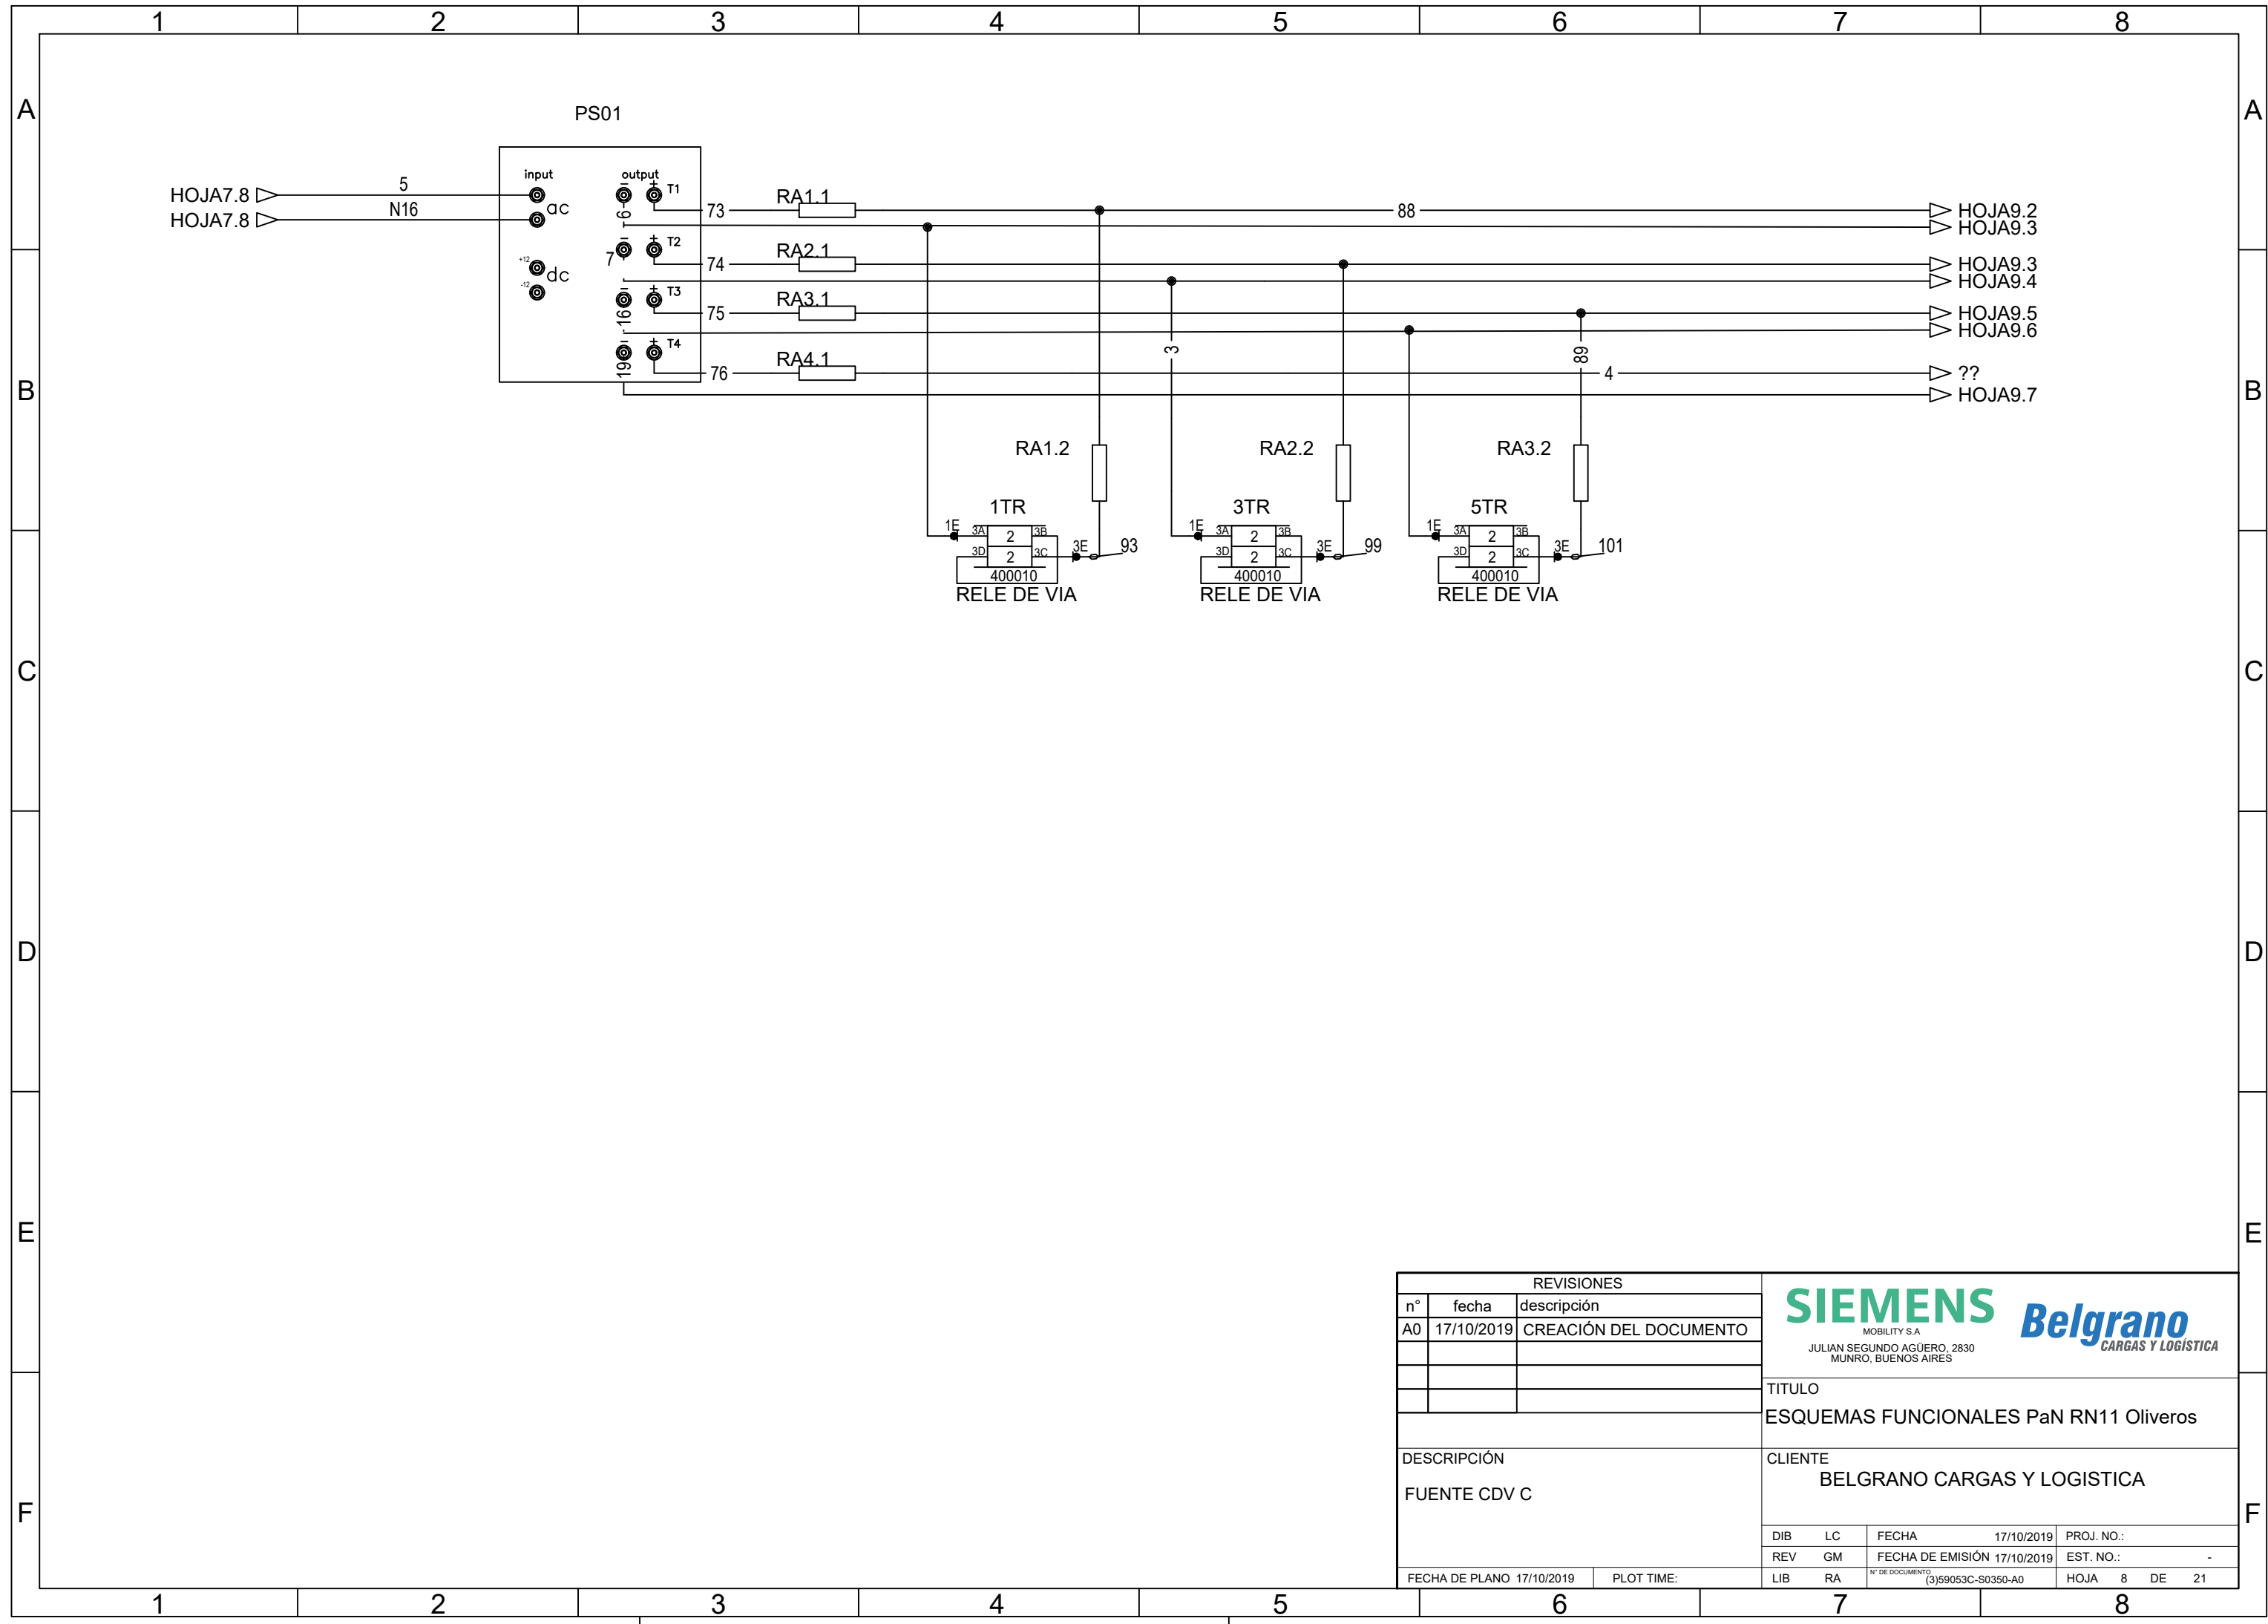 1 2 3 4 5 6 7 8
A A
PS01
input output
HOJA7.8 5 ac
HOJA7.8 N16
- + T1
6
73 RA1.1 88 HOJA9.2
HOJA9.3
- + T2
7
74 RA2.1 HOJA9.3
HOJA9.4
+12 dc
-12
- + T3
16
75 RA3.1 HOJA9.5
HOJA9.6
3 89
- + T4
19
76 RA4.1 4 ??
HOJA9.7
B B
RA1.2 RA2.2 RA3.2
1TR 3TR 5TR
1E 3A 2 3B 1E 3A 2 3B 1E 3A 2 3B
3D 2 3C 3E 93 3D 2 3C 3E 99 3D 2 3C 3E 101
400010 400010 400010
RELE DE VIA RELE DE VIA RELE DE VIA
C C
D D
E E
F F
REVISIONES
n° fecha descripción
A0 17/10/2019 CREACIÓN DEL DOCUMENTO
SIEMENS
MOBILITY S.A
JULIAN SEGUNDO AGÜERO, 2830
MUNRO, BUENOS AIRES
Belgrano
CARGAS Y LOGÍSTICA
TITULO
ESQUEMAS FUNCIONALES PaN RN11 Oliveros
DESCRIPCIÓN
FUENTE CDV C
CLIENTE
BELGRANO CARGAS Y LOGISTICA
DIB LC FECHA 17/10/2019 PROJ. NO.:
REV GM FECHA DE EMISIÓN 17/10/2019 EST. NO.: -
FECHA DE PLANO 17/10/2019 PLOT TIME: LIB RA N° DE DOCUMENTO (3)59053C-S0350-A0 HOJA 8 DE 21
1 2 3 4 5 6 7 8